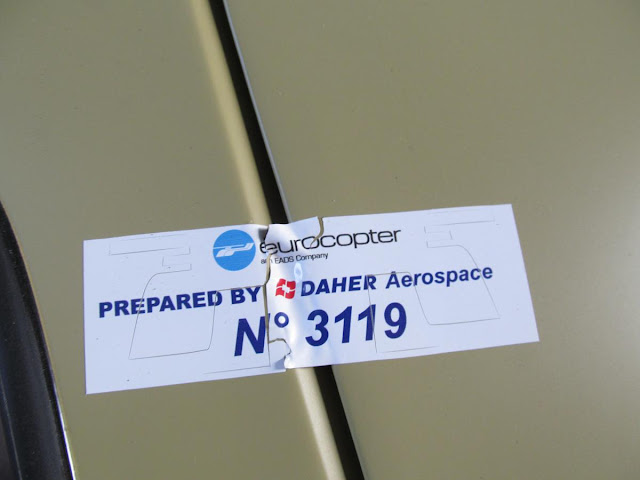 eurocopter
an EADS Company
PREPARED BY DAHER Aerospace
N° 3119